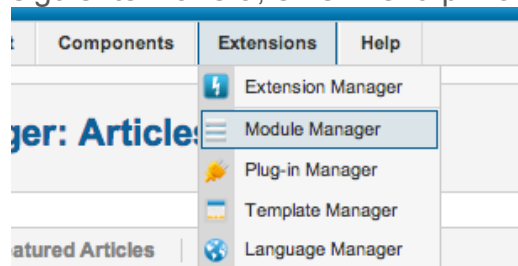 Components Extensions Help
Extension Manager
ger: Articles
Module Manager
Plug-in Manager
Template Manager
atured Articles
Language Manager